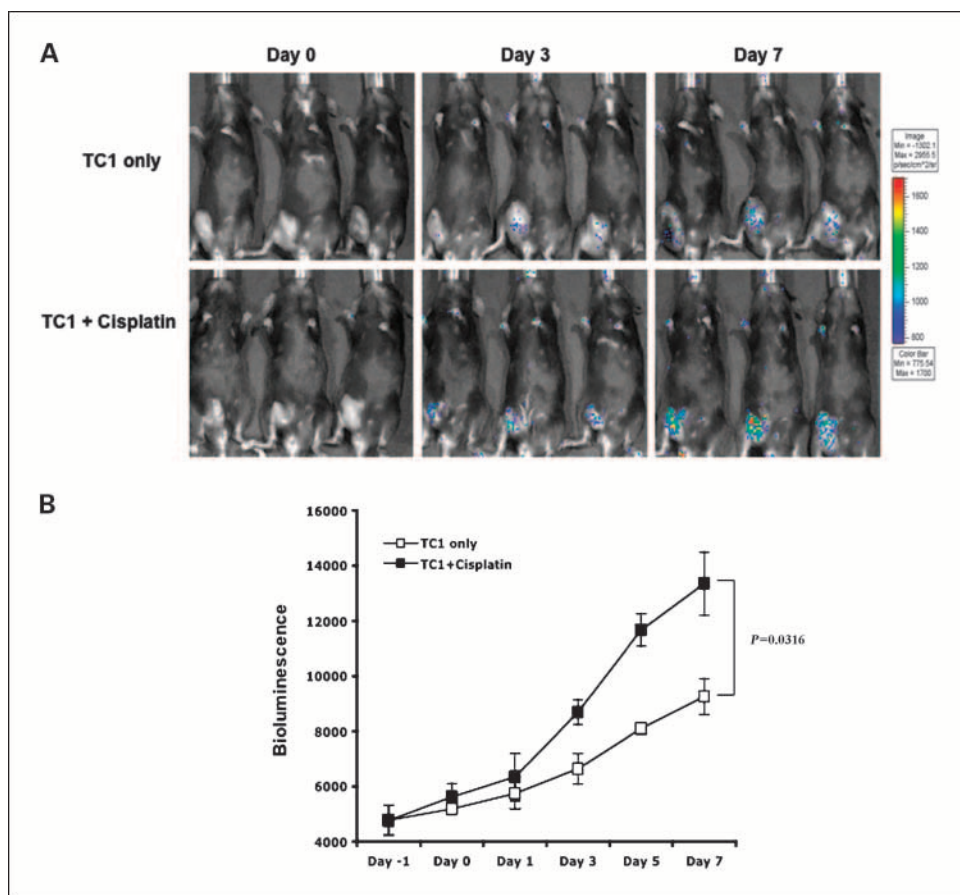 A
Day 0
Day 3
Day 7
TC1 only
Image
Min = -1302.1
Max = 2955.5
p/sec/cm^2/sr
1600
1400
1200
1000
800
Color Bar
Min = 775.54
Max = 1700
TC1 + Cisplatin
B
16000
14000
12000
10000
8000
6000
4000
Bioluminescence
TC1 only
TC1+Cisplatin
P=0.0316
Day -1
Day 0
Day 1
Day 3
Day 5
Day 7